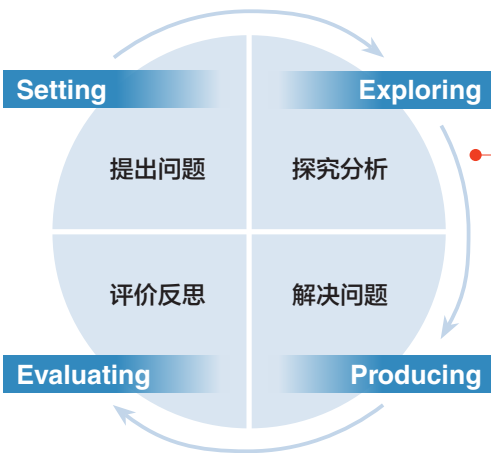 Setting
Exploring
提出问题
探究分析
评价反思
解决问题
Evaluating
Producing